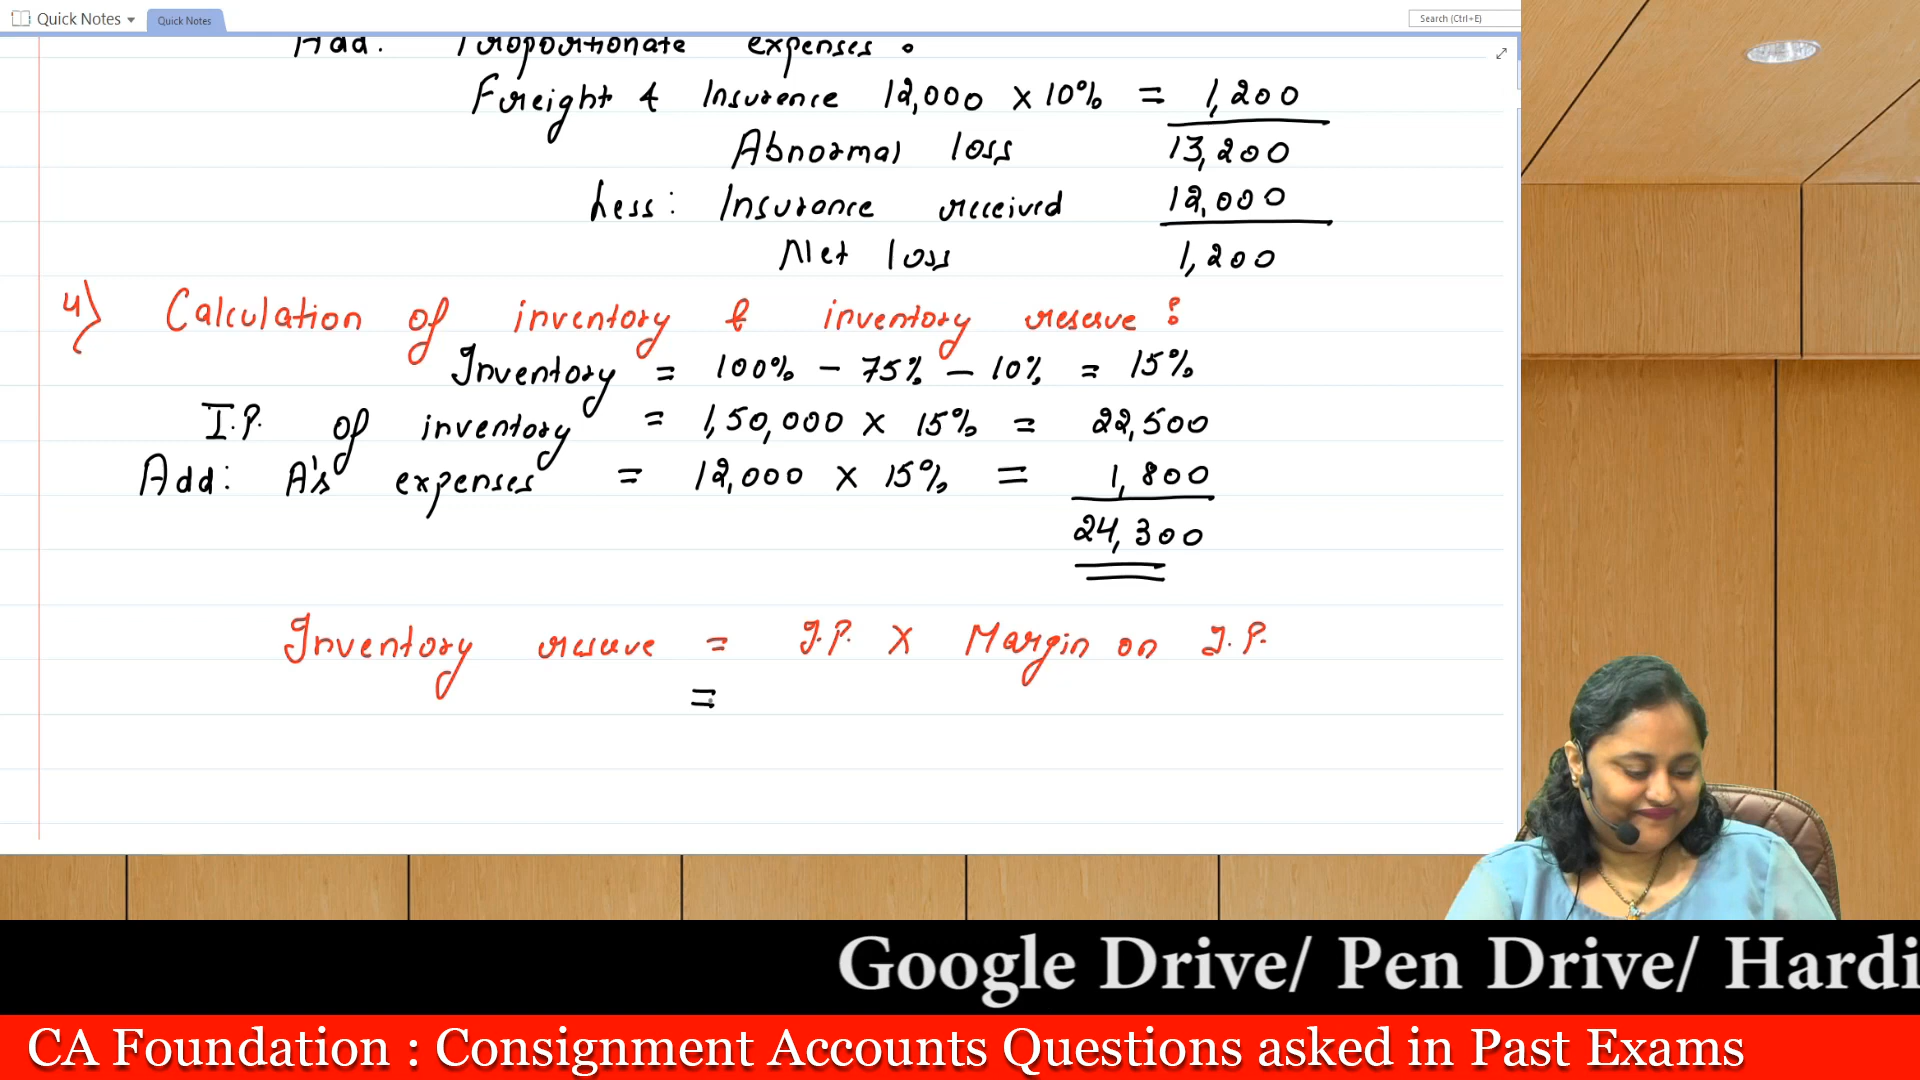 Quick Notes
Quick Notes
Search (Ctrl+E)
Add: Proportionate expenses:
Freight & Insurance 12,000 × 10% = 1,200
Abnormal loss 13,200
Less: Insurance received 12,000
Net loss 1,200
4) Calculation of inventory & inventory reserve:
Inventory = 100% - 75% - 10% = 15%
I.P. of inventory = 1,50,000 × 15% = 22,500
Add: A's expenses = 12,000 × 15% = 1,800
24,300
Inventory reserve = I.P. × Margin on I.P.
=
Google Drive/ Pen Drive/ Hardi
CA Foundation : Consignment Accounts Questions asked in Past Exams